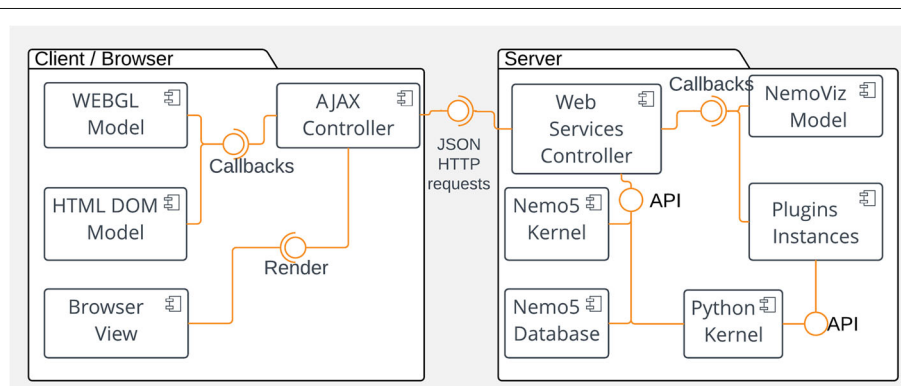 Client / Browser
WEBGL
Model
AJAX
Controller
Callbacks
HTML DOM
Model
Render
Browser
View
JSON
HTTP
requests
Server
Web
Services
Controller
Callbacks
NemoViz
Model
Nemo5
Kernel
API
Plugins
Instances
Nemo5
Database
Python
Kernel
API